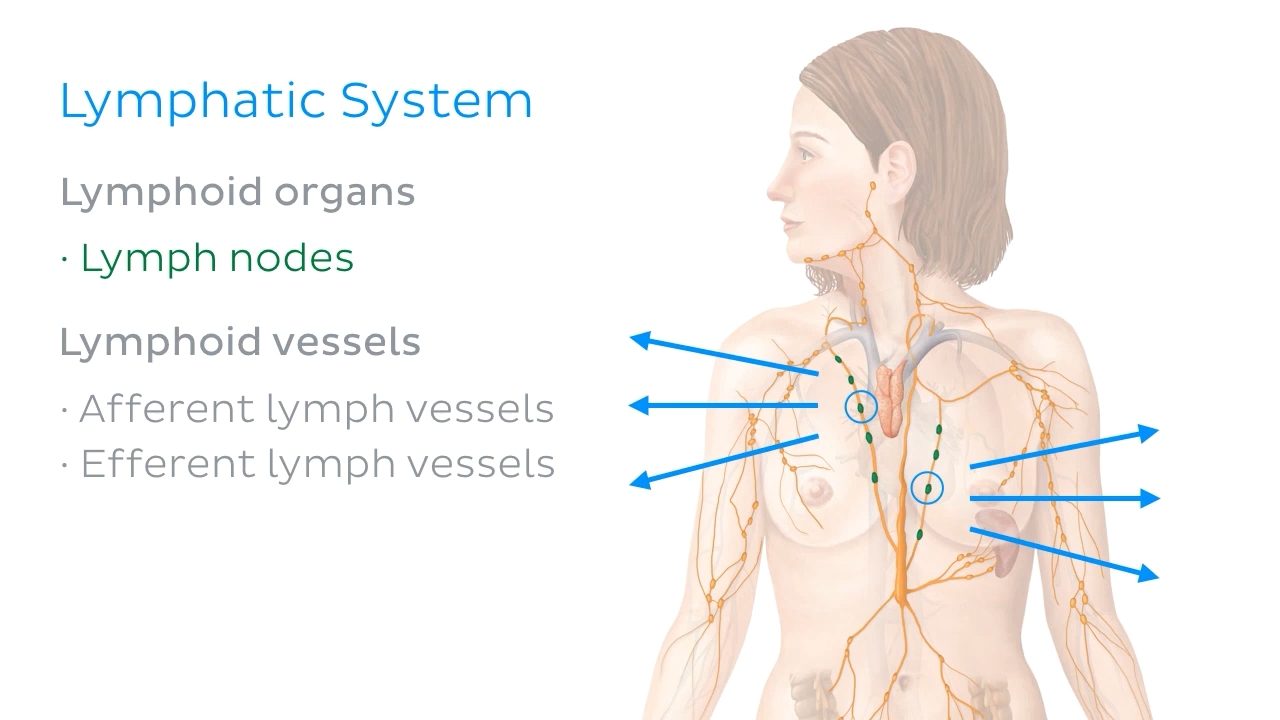 Lymphatic System
Lymphoid organs
· Lymph nodes
Lymphoid vessels
· Afferent lymph vessels
· Efferent lymph vessels